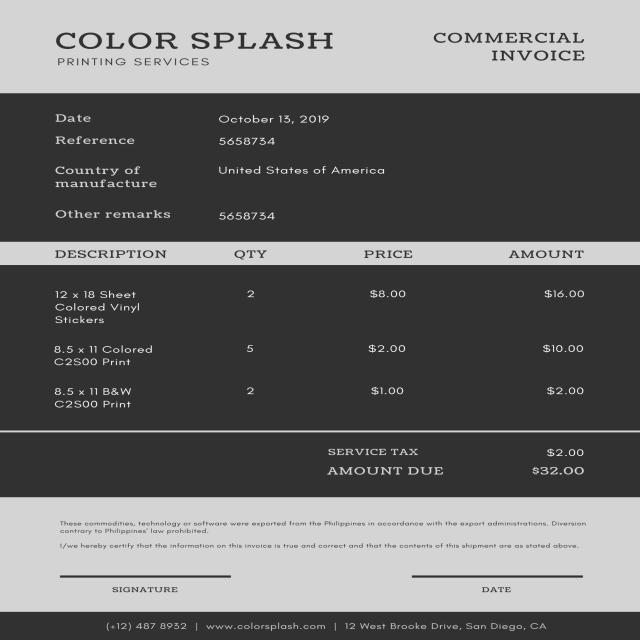 COLOR SPLASH
PRINTING SERVICES
COMMERCIAL
INVOICE
Date October 13, 2019
Reference 5658734
Country of United States of America
manufacture
Other remarks 5658734
DESCRIPTION QTY PRICE AMOUNT
12 x 18 Sheet 2 $8.00 $16.00
Colored Vinyl
Stickers
8.5 x 11 Colored 5 $2.00 $10.00
C2S00 Print
8.5 x 11 B&W 2 $1.00 $2.00
C2S00 Print
SERVICE TAX $2.00
AMOUNT DUE $32.00
These commodities, technology or software were exported from the Philippines in accordance with the export administrations. Diversion
contrary to Philippines' law prohibited.
I/we hereby certify that the information on this invoice is true and correct and that the contents of this shipment are as stated above.
SIGNATURE DATE
(+12) 487 8932 | www.colorsplash.com | 12 West Brooke Drive, San Diego, CA